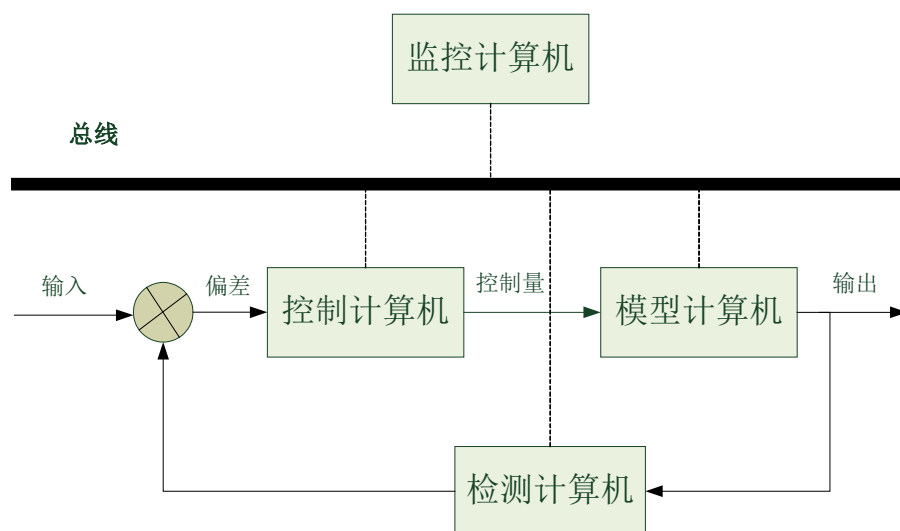 监控计算机
总线
输入
偏差
控制计算机
控制量
模型计算机
输出
检测计算机